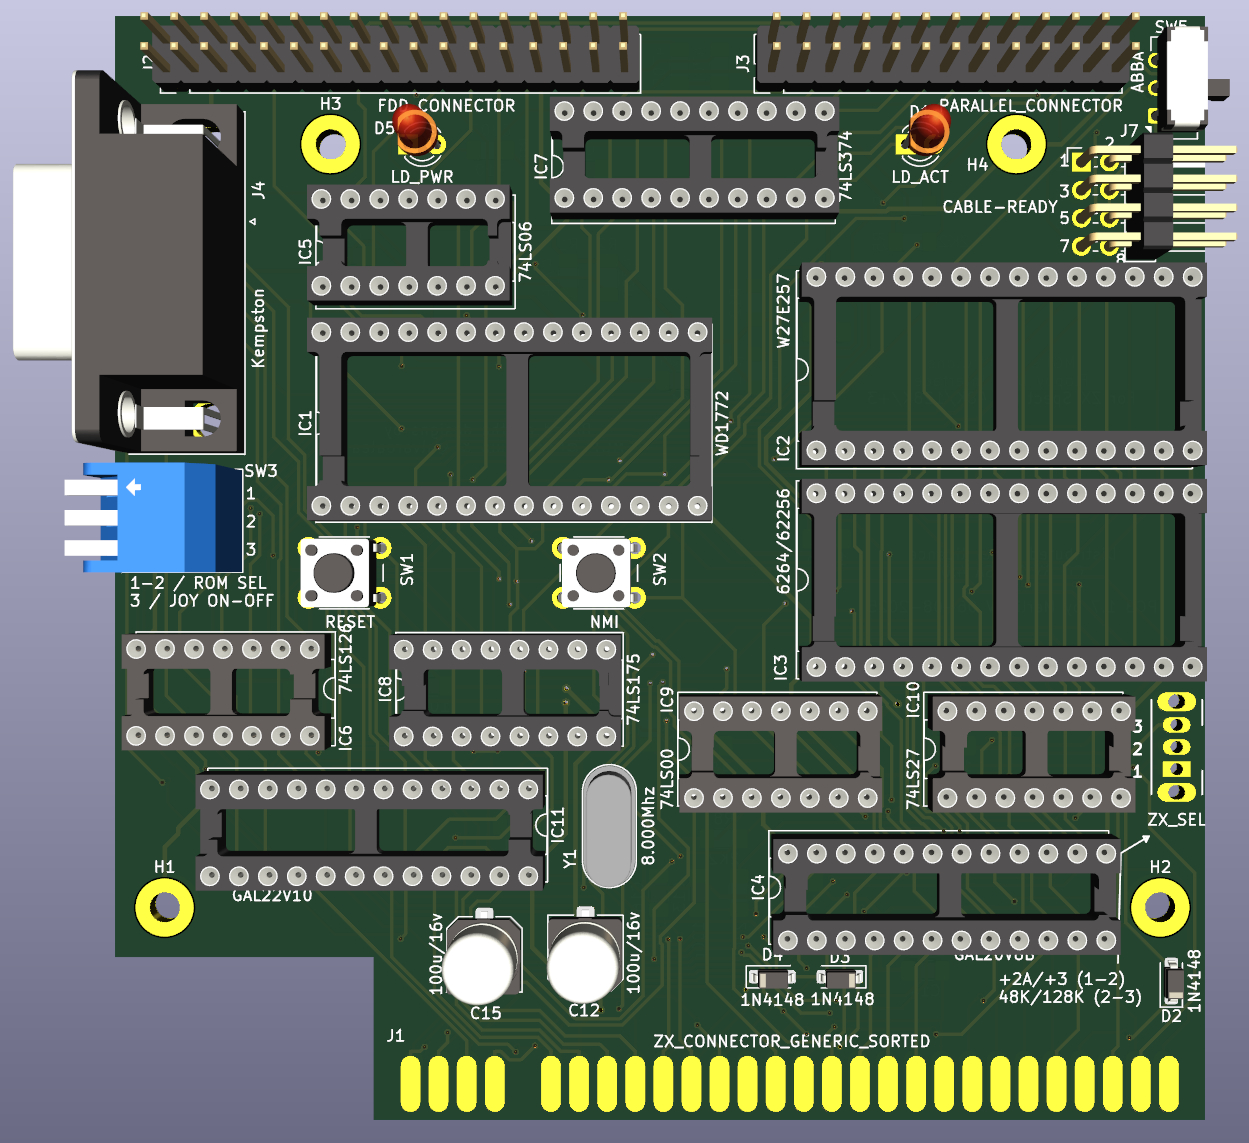 SW5
J2
J3
ABBA
H3
FDD_CONNECTOR
PARALLEL_CONNECTOR
D5
J7
2
IC7
74LS374
H4
1
LD_PWR
LD_ACT
3
J4
CABLE-READY
5
7
8
IC5
74LS06
Kempston
W27E257
IC1
WD1772
IC2
SW3
1
2
3
6264/62256
1-2 / ROM SEL
3 / JOY ON-OFF
SW1
SW2
RESET
NMI
74LS126
IC6
IC8
74LS175
IC3
IC9
74LS00
IC10
74LS27
3
2
1
ZX_SEL
IC11
Y1
8.000Mhz
H1
GAL22V10
IC4
H2
100u/16v
100u/16v
D4
D3
GAL20V8B
+2A/+3 (1-2)
48K/128K (2-3)
1N4148
1N4148
1N4148
C15
C12
D2
J1
ZX_CONNECTOR_GENERIC_SORTED